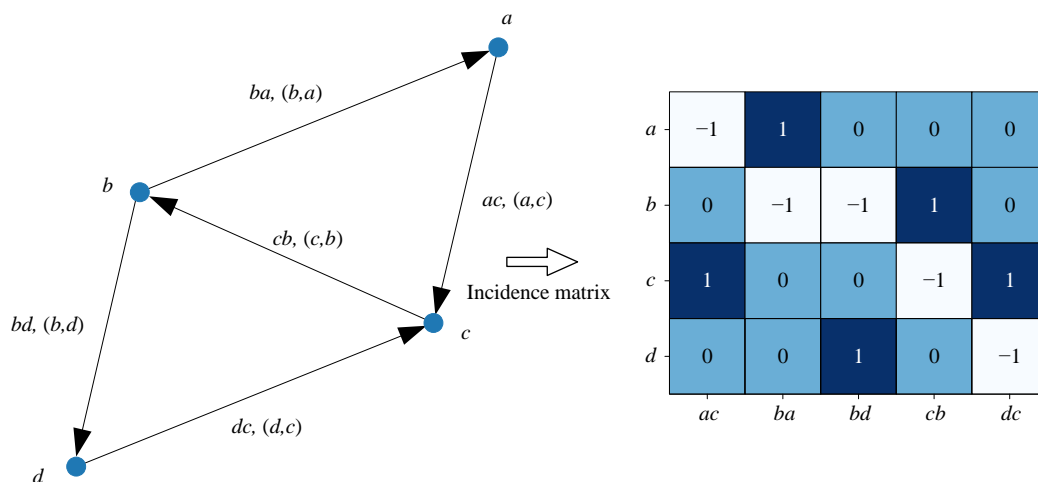 a
ba, (b,a)
b
ac, (a,c)
cb, (c,b)
bd, (b,d)
c
dc, (d,c)
d
Incidence matrix
a −1 1 0 0 0
b 0 −1 −1 1 0
c 1 0 0 −1 1
d 0 0 1 0 −1
ac ba bd cb dc